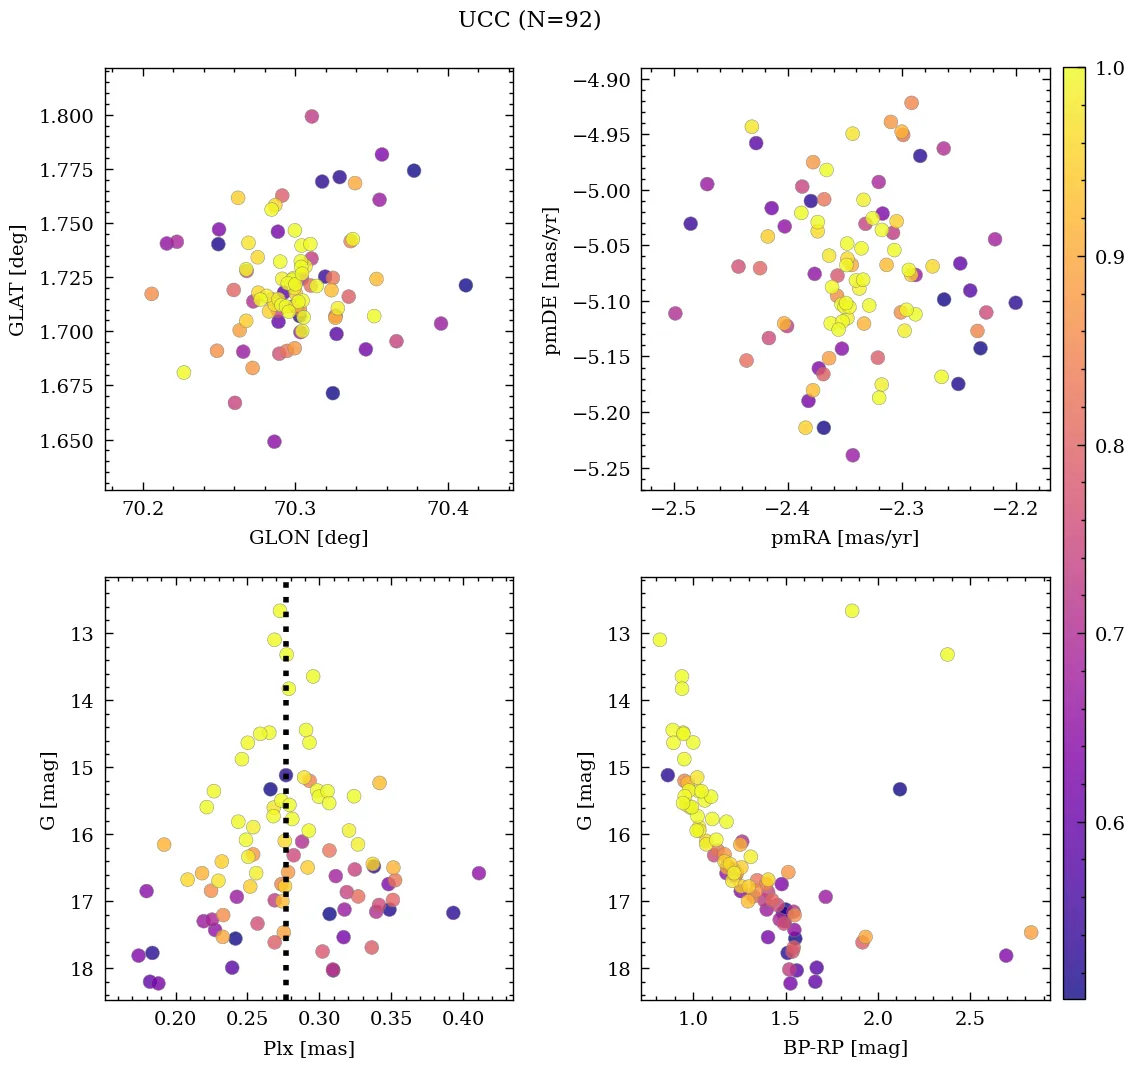 UCC (N=92)
1.800
1.775
1.750
1.725
1.700
1.675
1.650
GLAT [deg]
70.2 70.3 70.4
GLON [deg]
−4.90
−4.95
−5.00
−5.05
−5.10
−5.15
−5.20
−5.25
pmDE [mas/yr]
−2.5 −2.4 −2.3 −2.2
pmRA [mas/yr]
1.0
0.9
0.8
0.7
0.6
13
14
15
16
17
18
G [mag]
0.20 0.25 0.30 0.35 0.40
Plx [mas]
13
14
15
16
17
18
G [mag]
1.0 1.5 2.0 2.5
BP-RP [mag]